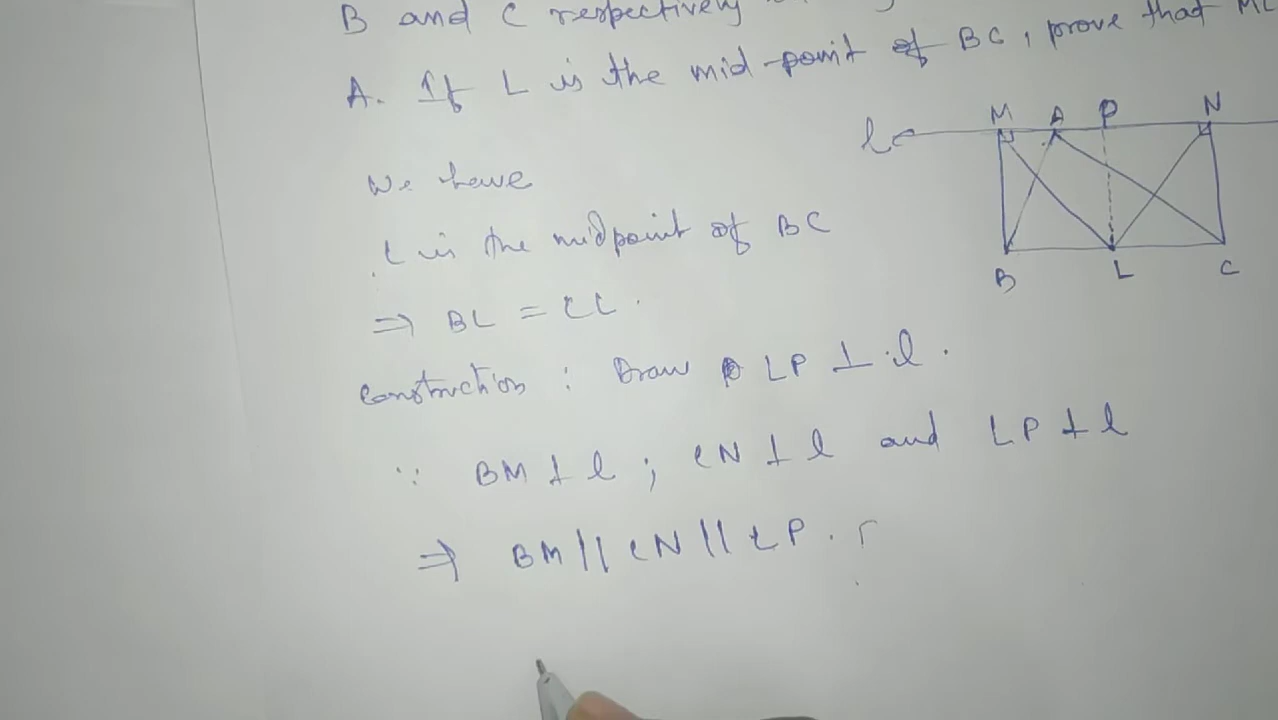 B and C respectively
A. If L is the mid-point of BC, prove that ML
M A P N
l
B L C
We have
L is the midpoint of BC
⇒ BL = CL.
Construction : Draw LP ⊥ l.
∵ BM ⊥ l ; CN ⊥ l and LP ⊥ l
⇒ BM || CN || LP.